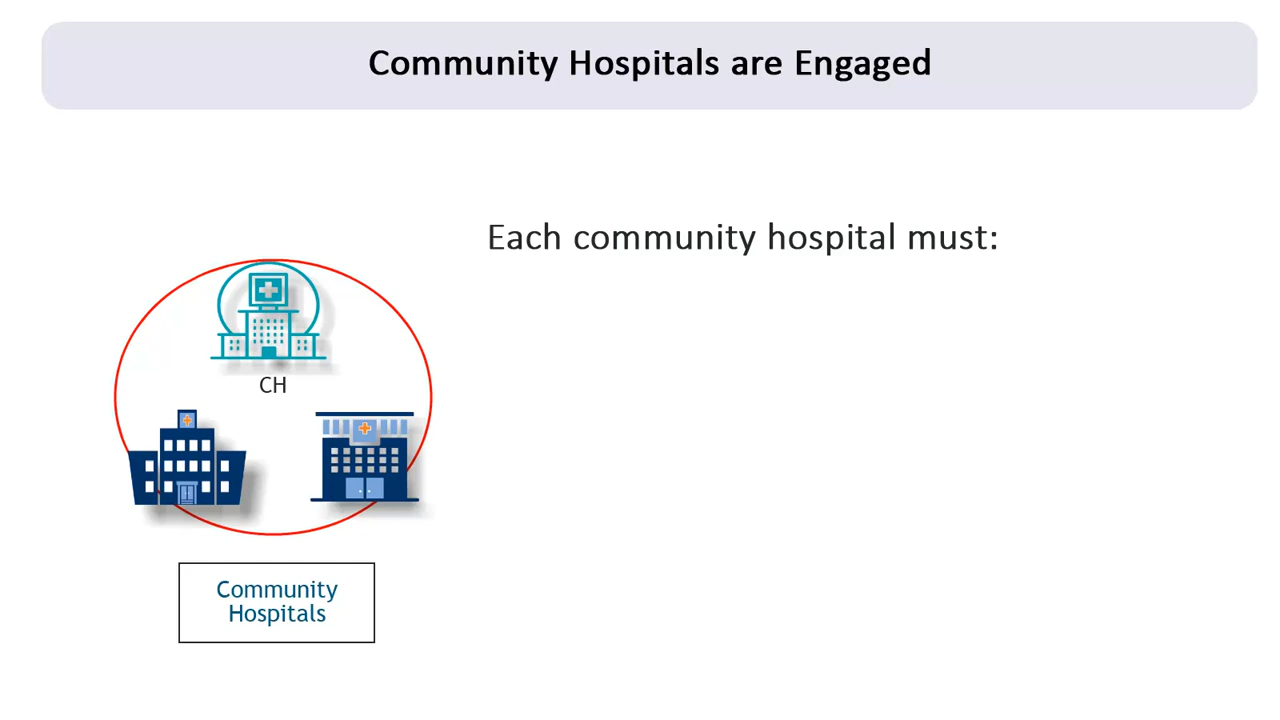 Community Hospitals are Engaged
Each community hospital must:
CH
Community
Hospitals